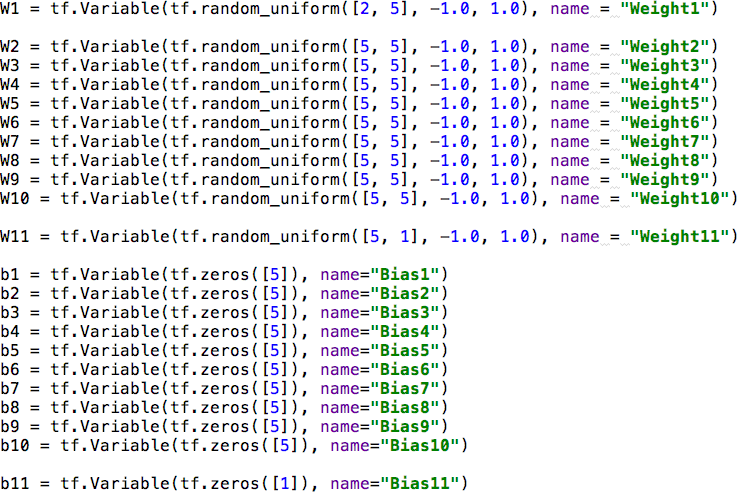 W1 = tf.Variable(tf.random_uniform([2, 5], -1.0, 1.0), name = "Weight1")
W2 = tf.Variable(tf.random_uniform([5, 5], -1.0, 1.0), name = "Weight2")
W3 = tf.Variable(tf.random_uniform([5, 5], -1.0, 1.0), name = "Weight3")
W4 = tf.Variable(tf.random_uniform([5, 5], -1.0, 1.0), name = "Weight4")
W5 = tf.Variable(tf.random_uniform([5, 5], -1.0, 1.0), name = "Weight5")
W6 = tf.Variable(tf.random_uniform([5, 5], -1.0, 1.0), name = "Weight6")
W7 = tf.Variable(tf.random_uniform([5, 5], -1.0, 1.0), name = "Weight7")
W8 = tf.Variable(tf.random_uniform([5, 5], -1.0, 1.0), name = "Weight8")
W9 = tf.Variable(tf.random_uniform([5, 5], -1.0, 1.0), name = "Weight9")
W10 = tf.Variable(tf.random_uniform([5, 5], -1.0, 1.0), name = "Weight10")
W11 = tf.Variable(tf.random_uniform([5, 1], -1.0, 1.0), name = "Weight11")
b1 = tf.Variable(tf.zeros([5]), name="Bias1")
b2 = tf.Variable(tf.zeros([5]), name="Bias2")
b3 = tf.Variable(tf.zeros([5]), name="Bias3")
b4 = tf.Variable(tf.zeros([5]), name="Bias4")
b5 = tf.Variable(tf.zeros([5]), name="Bias5")
b6 = tf.Variable(tf.zeros([5]), name="Bias6")
b7 = tf.Variable(tf.zeros([5]), name="Bias7")
b8 = tf.Variable(tf.zeros([5]), name="Bias8")
b9 = tf.Variable(tf.zeros([5]), name="Bias9")
b10 = tf.Variable(tf.zeros([5]), name="Bias10")
b11 = tf.Variable(tf.zeros([1]), name="Bias11")